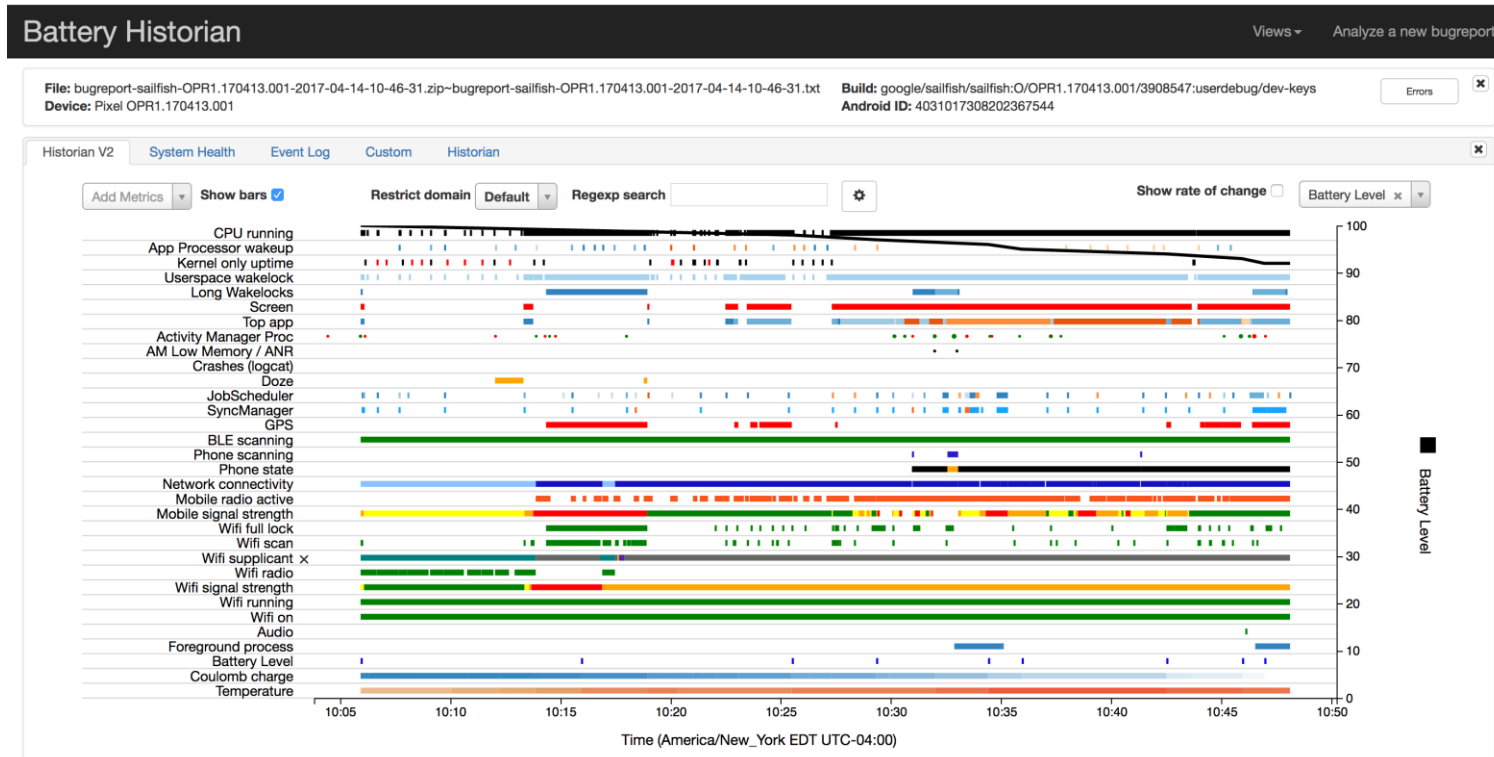 Battery Historian
Views
Analyze a new bugreport
File: bugreport-sailfish-OPR1.170413.001-2017-04-14-10-46-31.zip~bugreport-sailfish-OPR1.170413.001-2017-04-14-10-46-31.txt
Device: Pixel OPR1.170413.001
Build: google/sailfish/sailfish:O/OPR1.170413.001/3908547:userdebug/dev-keys
Android ID: 4031017308202367544
Errors
Historian V2 System Health Event Log Custom Historian
Add Metrics Show bars Restrict domain Default Regexp search Show rate of change Battery Level ×
CPU running
App Processor wakeup
Kernel only uptime
Userspace wakelock
Long Wakelocks
Screen
Top app
Activity Manager Proc
AM Low Memory / ANR
Crashes (logcat)
Doze
JobScheduler
SyncManager
GPS
BLE scanning
Phone scanning
Phone state
Network connectivity
Mobile radio active
Mobile signal strength
Wifi full lock
Wifi scan
Wifi supplicant ×
Wifi radio
Wifi signal strength
Wifi running
Wifi on
Audio
Foreground process
Battery Level
Coulomb charge
Temperature
100
90
80
70
60
50
40
30
20
10
0
Battery Level
10:05 10:10 10:15 10:20 10:25 10:30 10:35 10:40 10:45 10:50
Time (America/New_York EDT UTC-04:00)